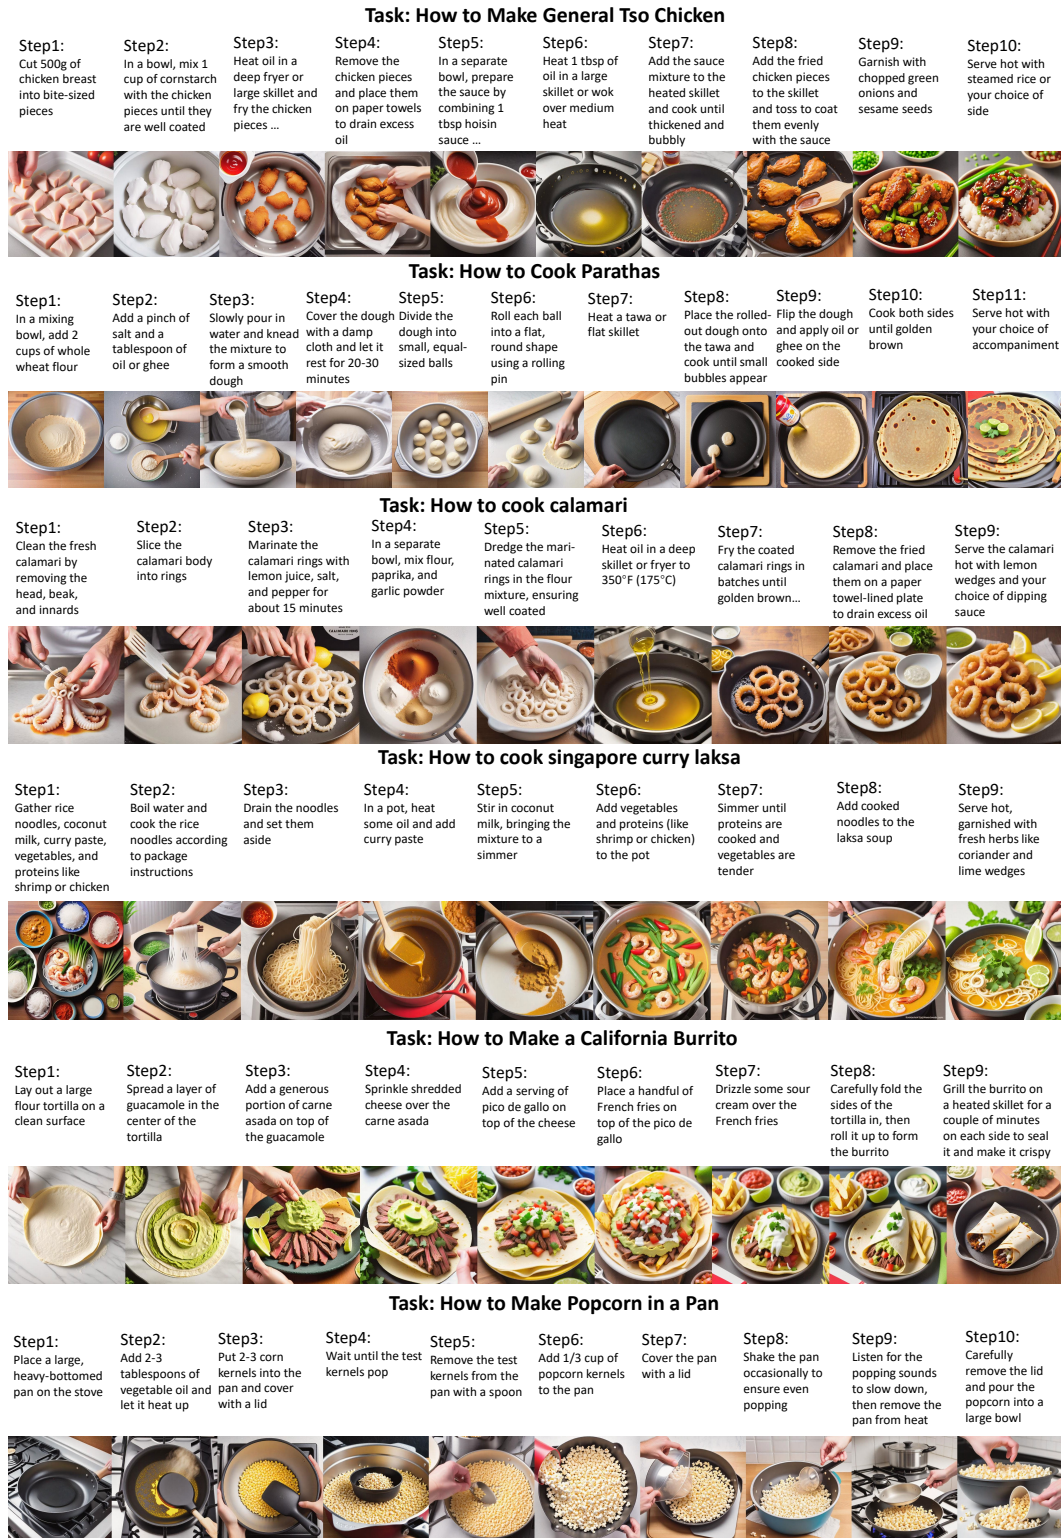 Task: How to Make General Tso Chicken
Step1:
Cut 500g of
chicken breast
into bite-sized
pieces
Step2:
In a bowl, mix 1
cup of cornstarch
with the chicken
pieces until they
are well coated
Step3:
Heat oil in a
deep fryer or
large skillet and
fry the chicken
pieces ...
Step4:
Remove the
chicken pieces
and place them
on paper towels
to drain excess
oil
Step5:
In a separate
bowl, prepare
the sauce by
combining 1
tbsp hoisin
sauce ...
Step6:
Heat 1 tbsp of
oil in a large
skillet or wok
over medium
heat
Step7:
Add the sauce
mixture to the
heated skillet
and cook until
thickened and
bubbly
Step8:
Add the fried
chicken pieces
to the skillet
and toss to coat
them evenly
with the sauce
Step9:
Garnish with
chopped green
onions and
sesame seeds
Step10:
Serve hot with
steamed rice or
your choice of
side
Task: How to Cook Parathas
Step1:
In a mixing
bowl, add 2
cups of whole
wheat flour
Step2:
Add a pinch of
salt and a
tablespoon of
oil or ghee
Step3:
Slowly pour in
water and knead
the mixture to
form a smooth
dough
Step4:
Cover the dough
with a damp
cloth and let it
rest for 20-30
minutes
Step5:
Divide the
dough into
small, equal-
sized balls
Step6:
Roll each ball
into a flat,
round shape
using a rolling
pin
Step7:
Heat a tawa or
flat skillet
Step8:
Place the rolled-
out dough onto
the tawa and
cook until small
bubbles appear
Step9:
Flip the dough
and apply oil or
ghee on the
cooked side
Step10:
Cook both sides
until golden
brown
Step11:
Serve hot with
your choice of
accompaniment
Task: How to cook calamari
Step1:
Clean the fresh
calamari by
removing the
head, beak,
and innards
Step2:
Slice the
calamari body
into rings
Step3:
Marinate the
calamari rings with
lemon juice, salt,
and pepper for
about 15 minutes
Step4:
In a separate
bowl, mix flour,
paprika, and
garlic powder
Step5:
Dredge the mari-
nated calamari
rings in the flour
mixture, ensuring
well coated
Step6:
Heat oil in a deep
skillet or fryer to
350°F (175°C)
Step7:
Fry the coated
calamari rings in
batches until
golden brown...
Step8:
Remove the fried
calamari and place
them on a paper
towel-lined plate
to drain excess oil
Step9:
Serve the calamari
hot with lemon
wedges and your
choice of dipping
sauce
Task: How to cook singapore curry laksa
Step1:
Gather rice
noodles, coconut
milk, curry paste,
vegetables, and
proteins like
shrimp or chicken
Step2:
Boil water and
cook the rice
noodles according
to package
instructions
Step3:
Drain the noodles
and set them
aside
Step4:
In a pot, heat
some oil and add
curry paste
Step5:
Stir in coconut
milk, bringing the
mixture to a
simmer
Step6:
Add vegetables
and proteins (like
shrimp or chicken)
to the pot
Step7:
Simmer until
proteins are
cooked and
vegetables are
tender
Step8:
Add cooked
noodles to the
laksa soup
Step9:
Serve hot,
garnished with
fresh herbs like
coriander and
lime wedges
Task: How to Make a California Burrito
Step1:
Lay out a large
flour tortilla on a
clean surface
Step2:
Spread a layer of
guacamole in the
center of the
tortilla
Step3:
Add a generous
portion of carne
asada on top of
the guacamole
Step4:
Sprinkle shredded
cheese over the
carne asada
Step5:
Add a serving of
pico de gallo on
top of the cheese
Step6:
Place a handful of
French fries on
top of the pico de
gallo
Step7:
Drizzle some sour
cream over the
French fries
Step8:
Carefully fold the
sides of the
tortilla in, then
roll it up to form
the burrito
Step9:
Grill the burrito on
a heated skillet for a
couple of minutes
on each side to seal
it and make it crispy
Task: How to Make Popcorn in a Pan
Step1:
Place a large,
heavy-bottomed
pan on the stove
Step2:
Add 2-3
tablespoons of
vegetable oil and
let it heat up
Step3:
Put 2-3 corn
kernels into the
pan and cover
with a lid
Step4:
Wait until the test
kernels pop
Step5:
Remove the test
kernels from the
pan with a spoon
Step6:
Add 1/3 cup of
popcorn kernels
to the pan
Step7:
Cover the pan
with a lid
Step8:
Shake the pan
occasionally to
ensure even
popping
Step9:
Listen for the
popping sounds
to slow down,
then remove the
pan from heat
Step10:
Carefully
remove the lid
and pour the
popcorn into a
large bowl